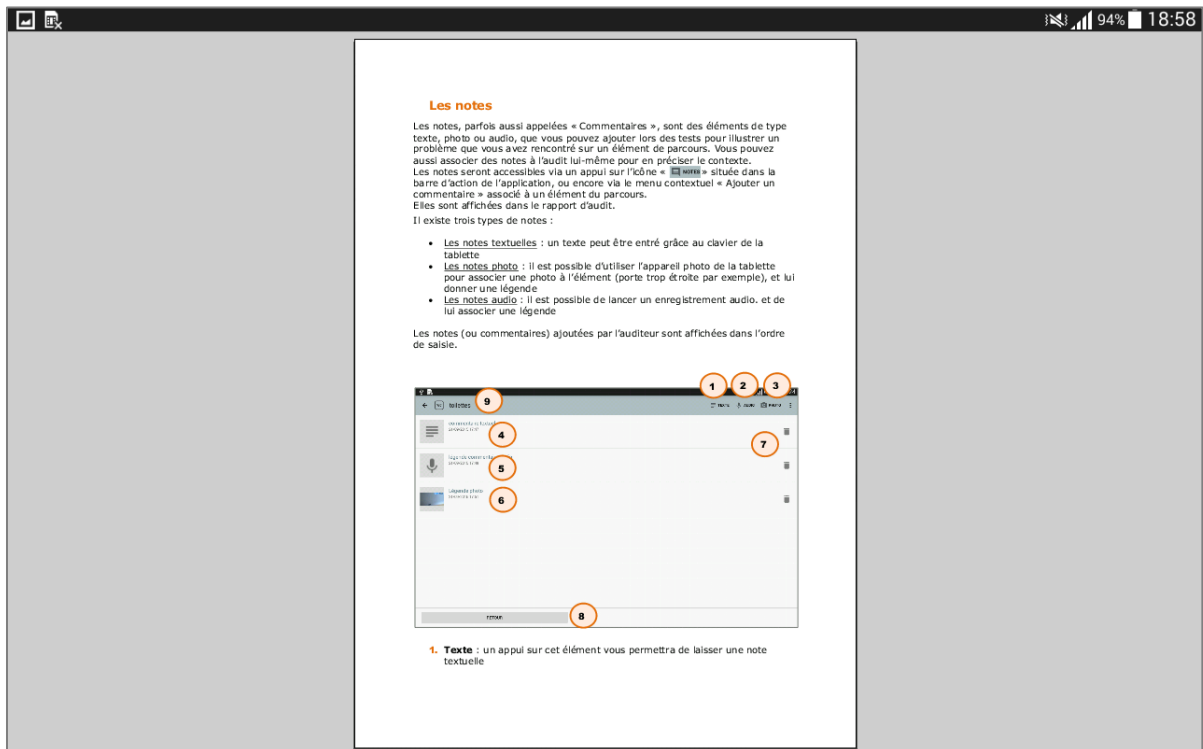 94% 18:58
Les notes
Les notes, parfois aussi appelées « Commentaires », sont des éléments de type
texte, photo ou audio, que vous pouvez ajouter lors des tests pour illustrer un
problème que vous avez rencontré sur un élément de parcours. Vous pouvez
aussi associer des notes à l'audit lui-même pour en préciser le contexte.
Les notes seront accessibles via un appui sur l'icône « NOTES » située dans la
barre d'action de l'application, ou encore via le menu contextuel « Ajouter un
commentaire » associé à un élément du parcours.
Elles sont affichées dans le rapport d'audit.
Il existe trois types de notes :
• Les notes textuelles : un texte peut être entré grâce au clavier de la
tablette
• Les notes photo : il est possible d'utiliser l'appareil photo de la tablette
pour associer une photo à l'élément (porte trop étroite par exemple), et lui
donner une légende
• Les notes audio : il est possible de lancer un enregistrement audio. et de
lui associer une légende
Les notes (ou commentaires) ajoutées par l'auditeur sont affichées dans l'ordre
de saisie.
1 2 3
toilettes 9 TEXTE AUDIO PHOTO
4
7
5
Légende photo
6
RETOUR 8
1. Texte : un appui sur cet élément vous permettra de laisser une note
textuelle